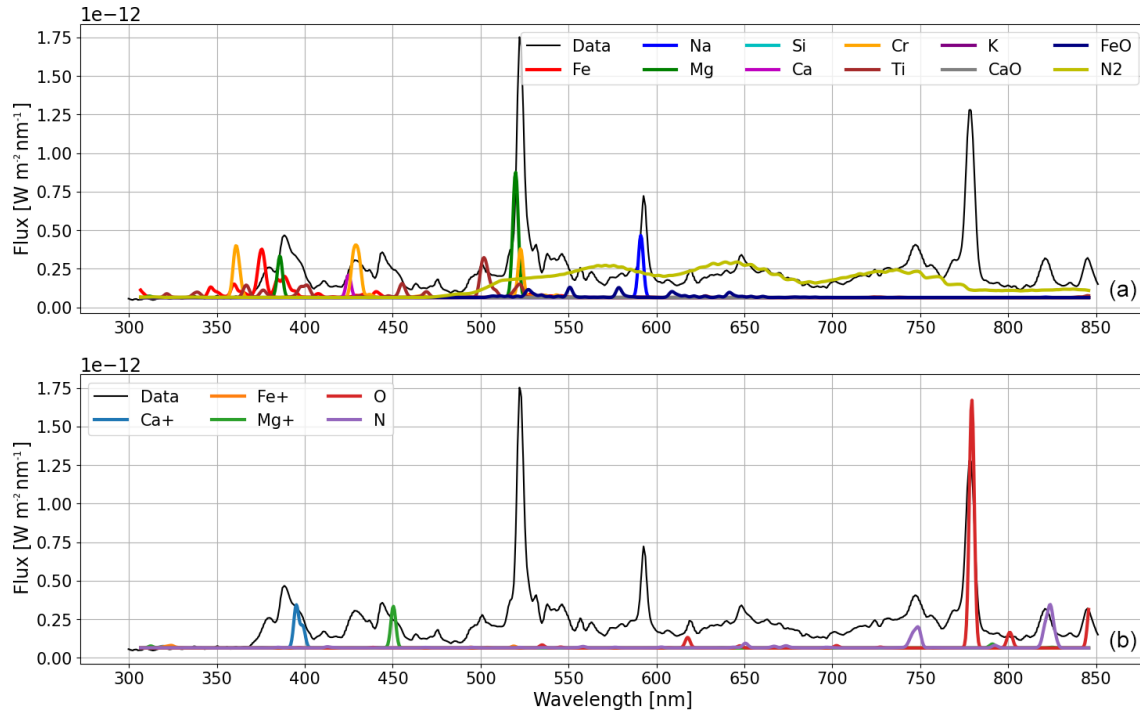 1e−12
Flux [W m⁻² nm⁻¹]
1.75
1.50
1.25
1.00
0.75
0.50
0.25
0.00
Data Na Si Cr K FeO
Fe Mg Ca Ti CaO N2
(a)
300 350 400 450 500 550 600 650 700 750 800 850
1e−12
Flux [W m⁻² nm⁻¹]
1.75
1.50
1.25
1.00
0.75
0.50
0.25
0.00
Data Fe+ O
Ca+ Mg+ N
(b)
300 350 400 450 500 550 600 650 700 750 800 850
Wavelength [nm]